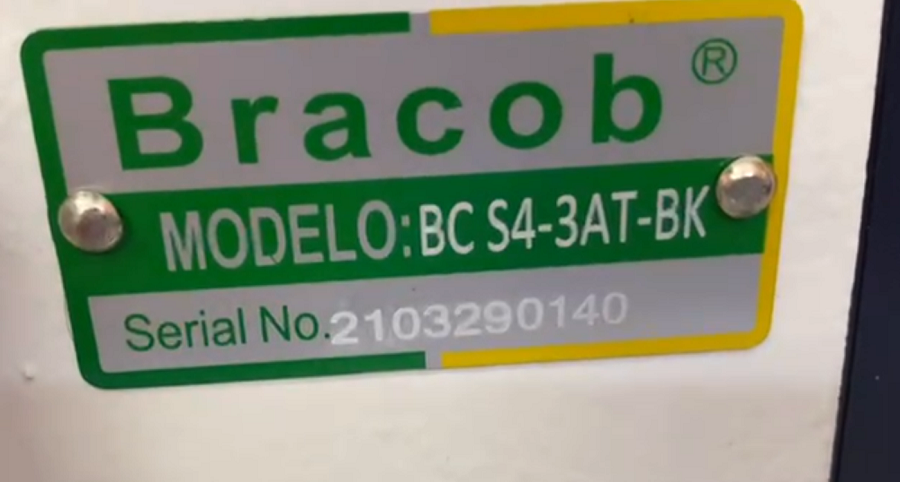 Bracob®
MODELO: BC S4-3AT-BK
Serial No. 2103290140